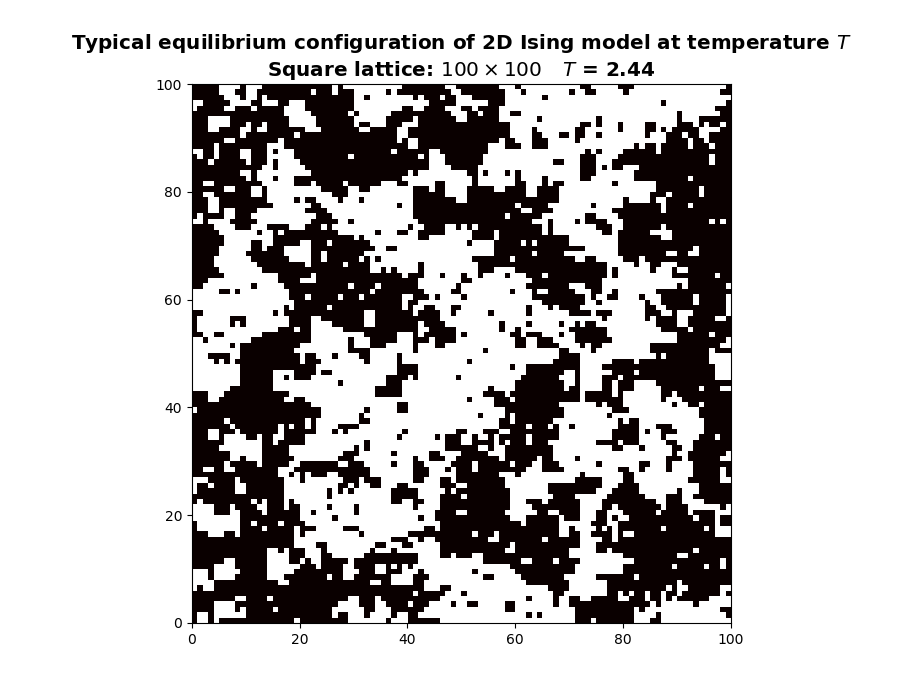 Typical equilibrium configuration of 2D Ising model at temperature T
Square lattice: 100 × 100 T = 2.44
100
80
60
40
20
0
0 20 40 60 80 100